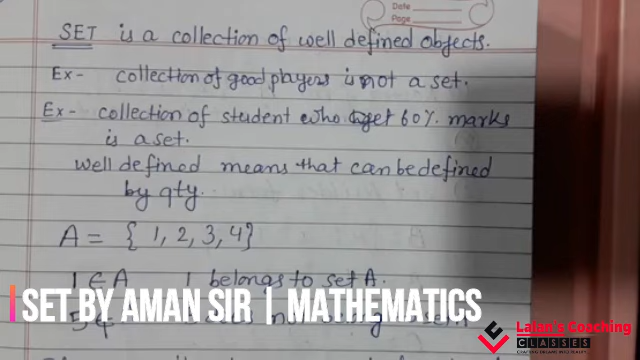 Date
Page
SET is a collection of well defined objects.
Ex- collection of good players is not a set.
Ex- collection of student who get 60% marks
is a set.
well defined means that can be defined
by qty.
A = { 1, 2, 3, 4}
1 ∈ A 1 belongs to set A.
SET BY AMAN SIR | MATHEMATICS
Lalan's Coaching
CLASSES